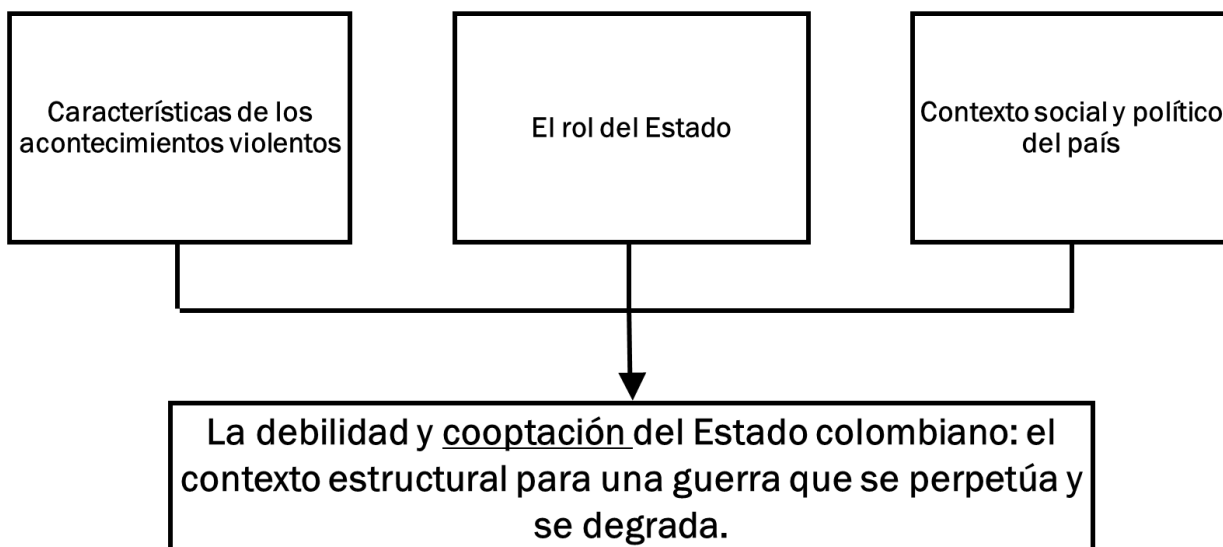 Características de los
acontecimientos violentos
El rol del Estado
Contexto social y político
del país
La debilidad y cooptación del Estado colombiano: el
contexto estructural para una guerra que se perpetúa y
se degrada.